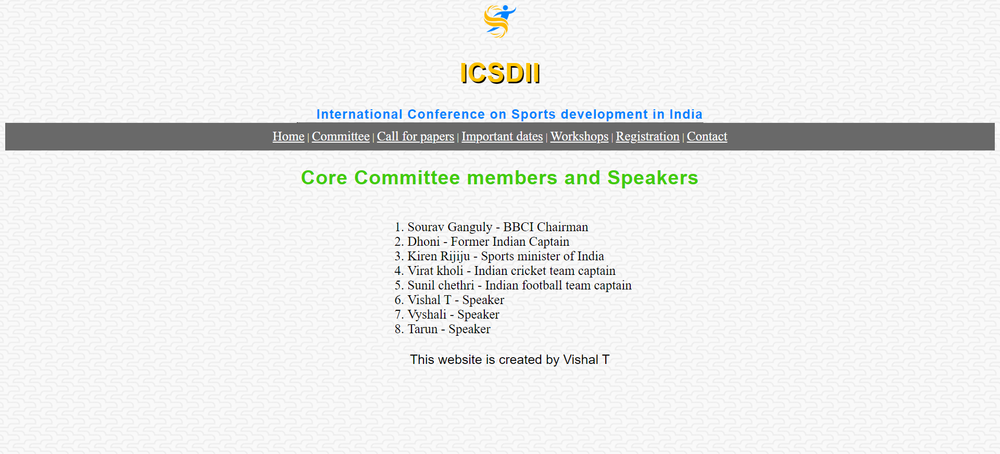 ICSDII
International Conference on Sports development in India
Home | Committee | Call for papers | Important dates | Workshops | Registration | Contact
Core Committee members and Speakers
1. Sourav Ganguly - BBCI Chairman
2. Dhoni - Former Indian Captain
3. Kiren Rijiju - Sports minister of India
4. Virat kholi - Indian cricket team captain
5. Sunil chethri - Indian football team captain
6. Vishal T - Speaker
7. Vyshali - Speaker
8. Tarun - Speaker
This website is created by Vishal T